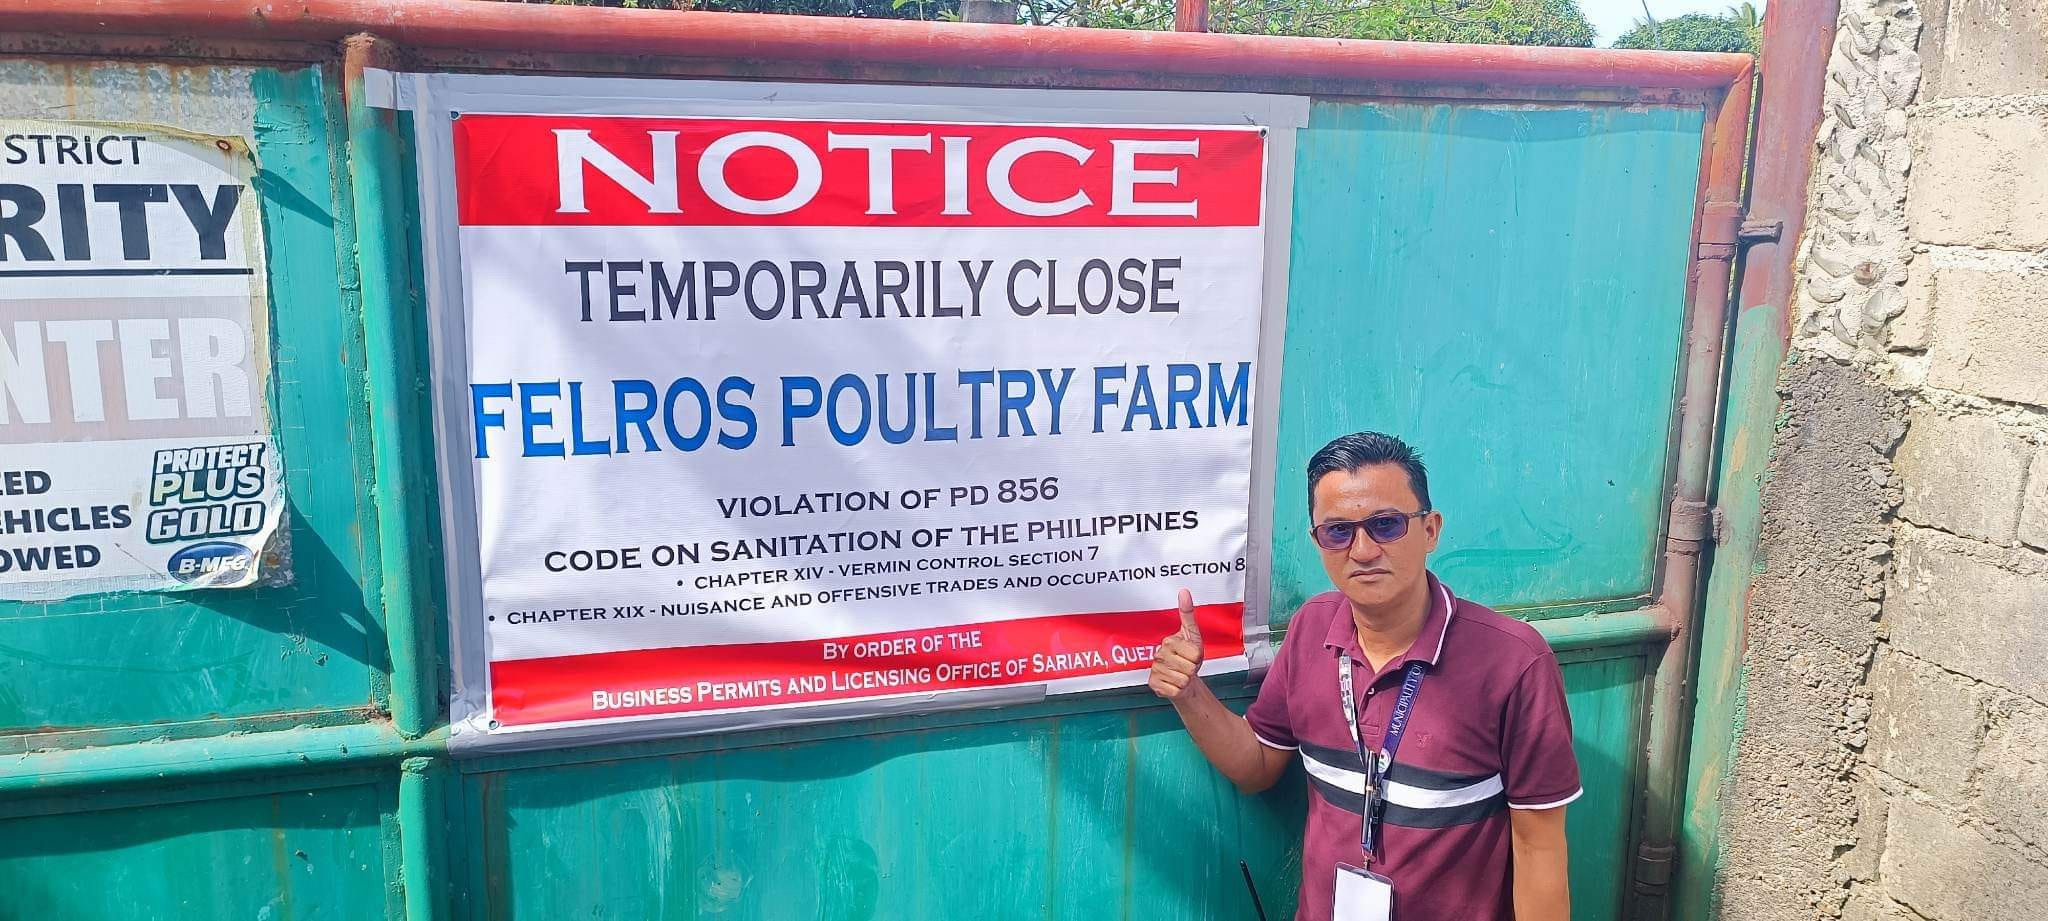 NOTICE
TEMPORARILY CLOSE
FELROS POULTRY FARM
VIOLATION OF PD 856
CODE ON SANITATION OF THE PHILIPPINES
• CHAPTER XIV - VERMIN CONTROL SECTION 7
• CHAPTER XIX - NUISANCE AND OFFENSIVE TRADES AND OCCUPATION SECTION 8
BY ORDER OF THE
BUSINESS PERMITS AND LICENSING OFFICE OF SARIAYA,
STRICT
RITY
NTER
OWED
PROTECT
PLUS
GOLD
B-MEG
MUNICIPALITY OF